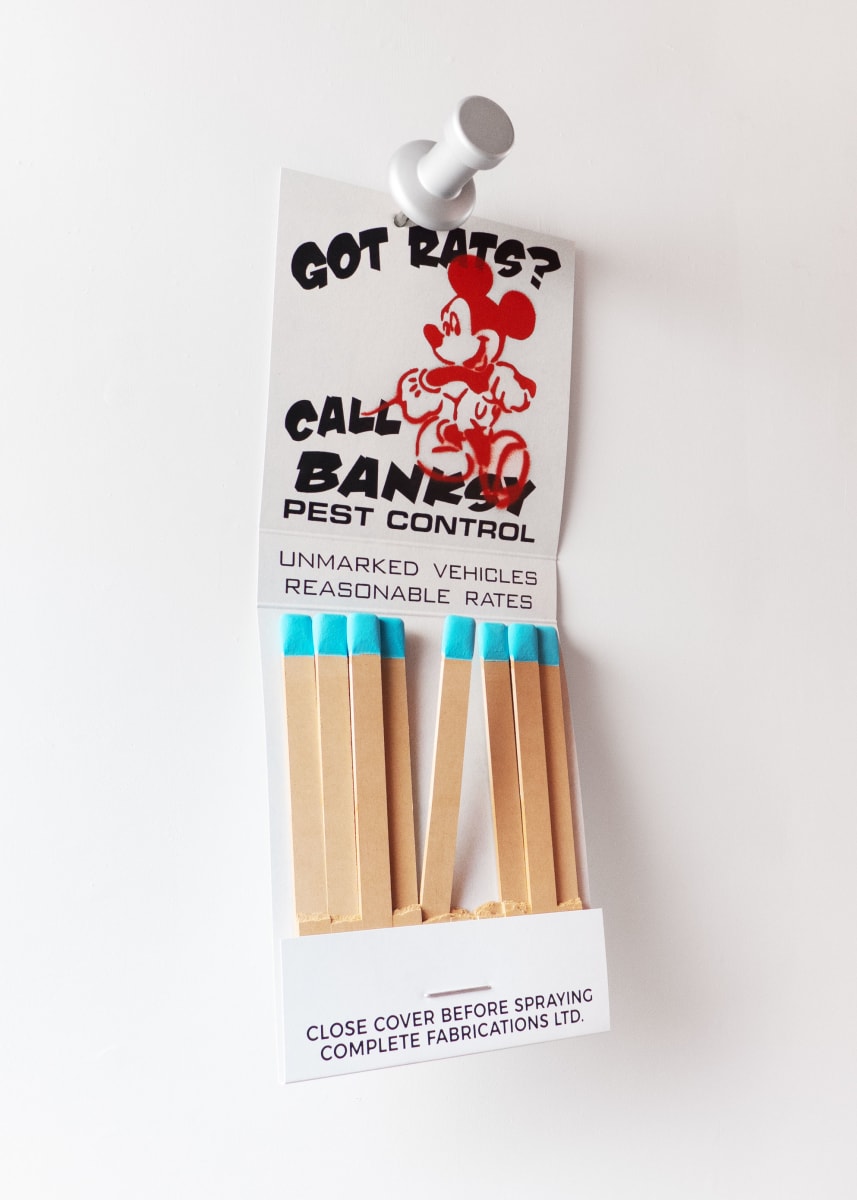 GOT RATS?
CALL
BANKSY
PEST CONTROL
UNMARKED VEHICLES
REASONABLE RATES
CLOSE COVER BEFORE SPRAYING
COMPLETE FABRICATIONS LTD.